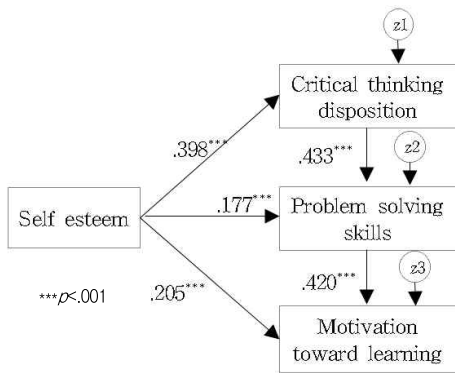 z1
Critical thinking
disposition
.398***
.433***
z2
Self esteem
.177***
Problem solving
skills
.205***
.420***
z3
***p<.001
Motivation
toward learning